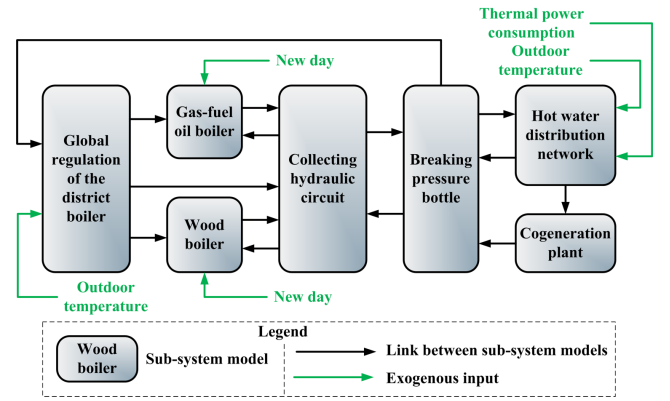 Thermal power
consumption
Outdoor
temperature
New day
Gas-fuel
oil boiler
Global
regulation
of the
district
boiler
Collecting
hydraulic
circuit
Breaking
pressure
bottle
Hot water
distribution
network
Wood
boiler
Cogeneration
plant
Outdoor
temperature
New day
Legend
Wood
boiler
Sub-system model
Link between sub-system models
Exogenous input